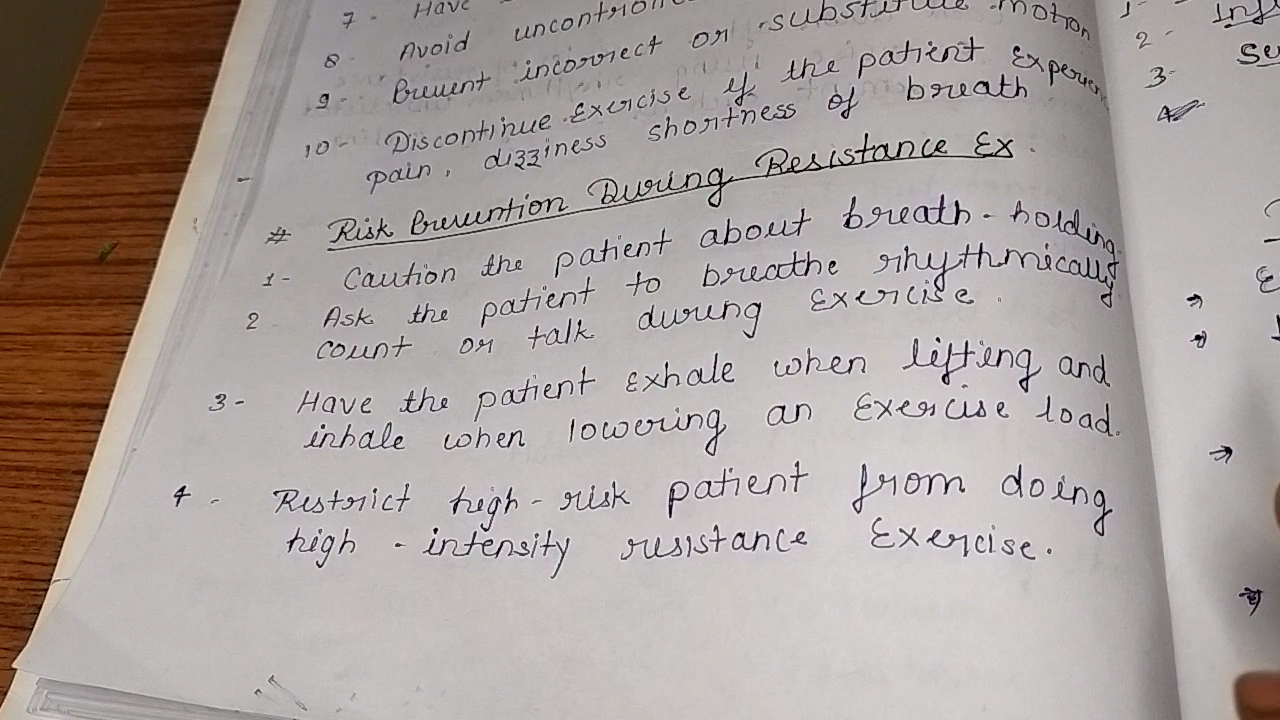 7 - Have
8 - Avoid
9 - Prevent incorrect or substitute motion
10 - Discontinue Exercise if the patient
pain, dizziness shortness of breath
# Risk Prevention During Resistance Ex.
1 - Caution the patient about breath-holding.
2 Ask the patient to breathe rhythmically
count or talk during Exercise.
3 - Have the patient Exhale when lifting and
inhale when lowering an Exercise load.
4 - Restrict high-risk patient from doing
high - intensity resistance Exercise.
1 -
2 -
3 -